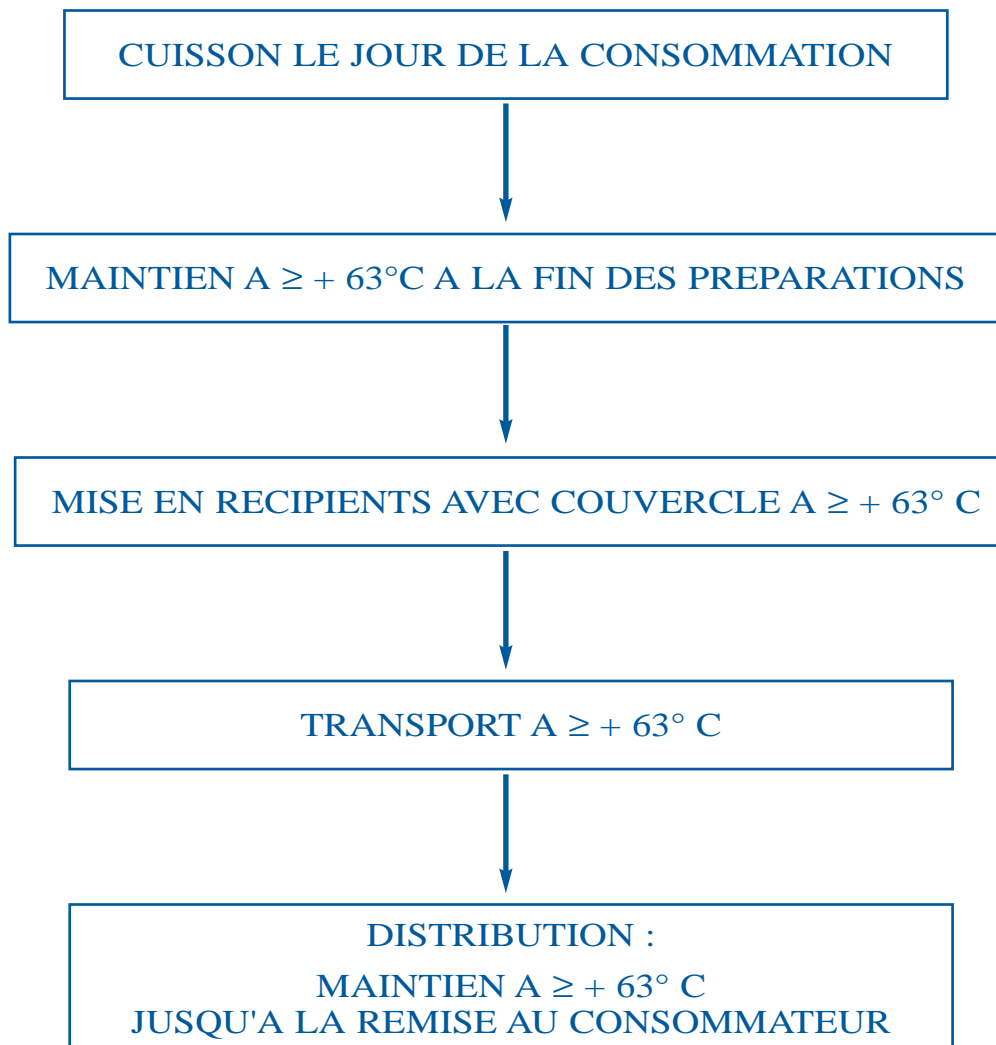 CUISSON LE JOUR DE LA CONSOMMATION
MAINTIEN A ≥ + 63°C A LA FIN DES PREPARATIONS
MISE EN RECIPIENTS AVEC COUVERCLE A ≥ + 63° C
TRANSPORT A ≥ + 63° C
DISTRIBUTION :
MAINTIEN A ≥ + 63° C
JUSQU'A LA REMISE AU CONSOMMATEUR